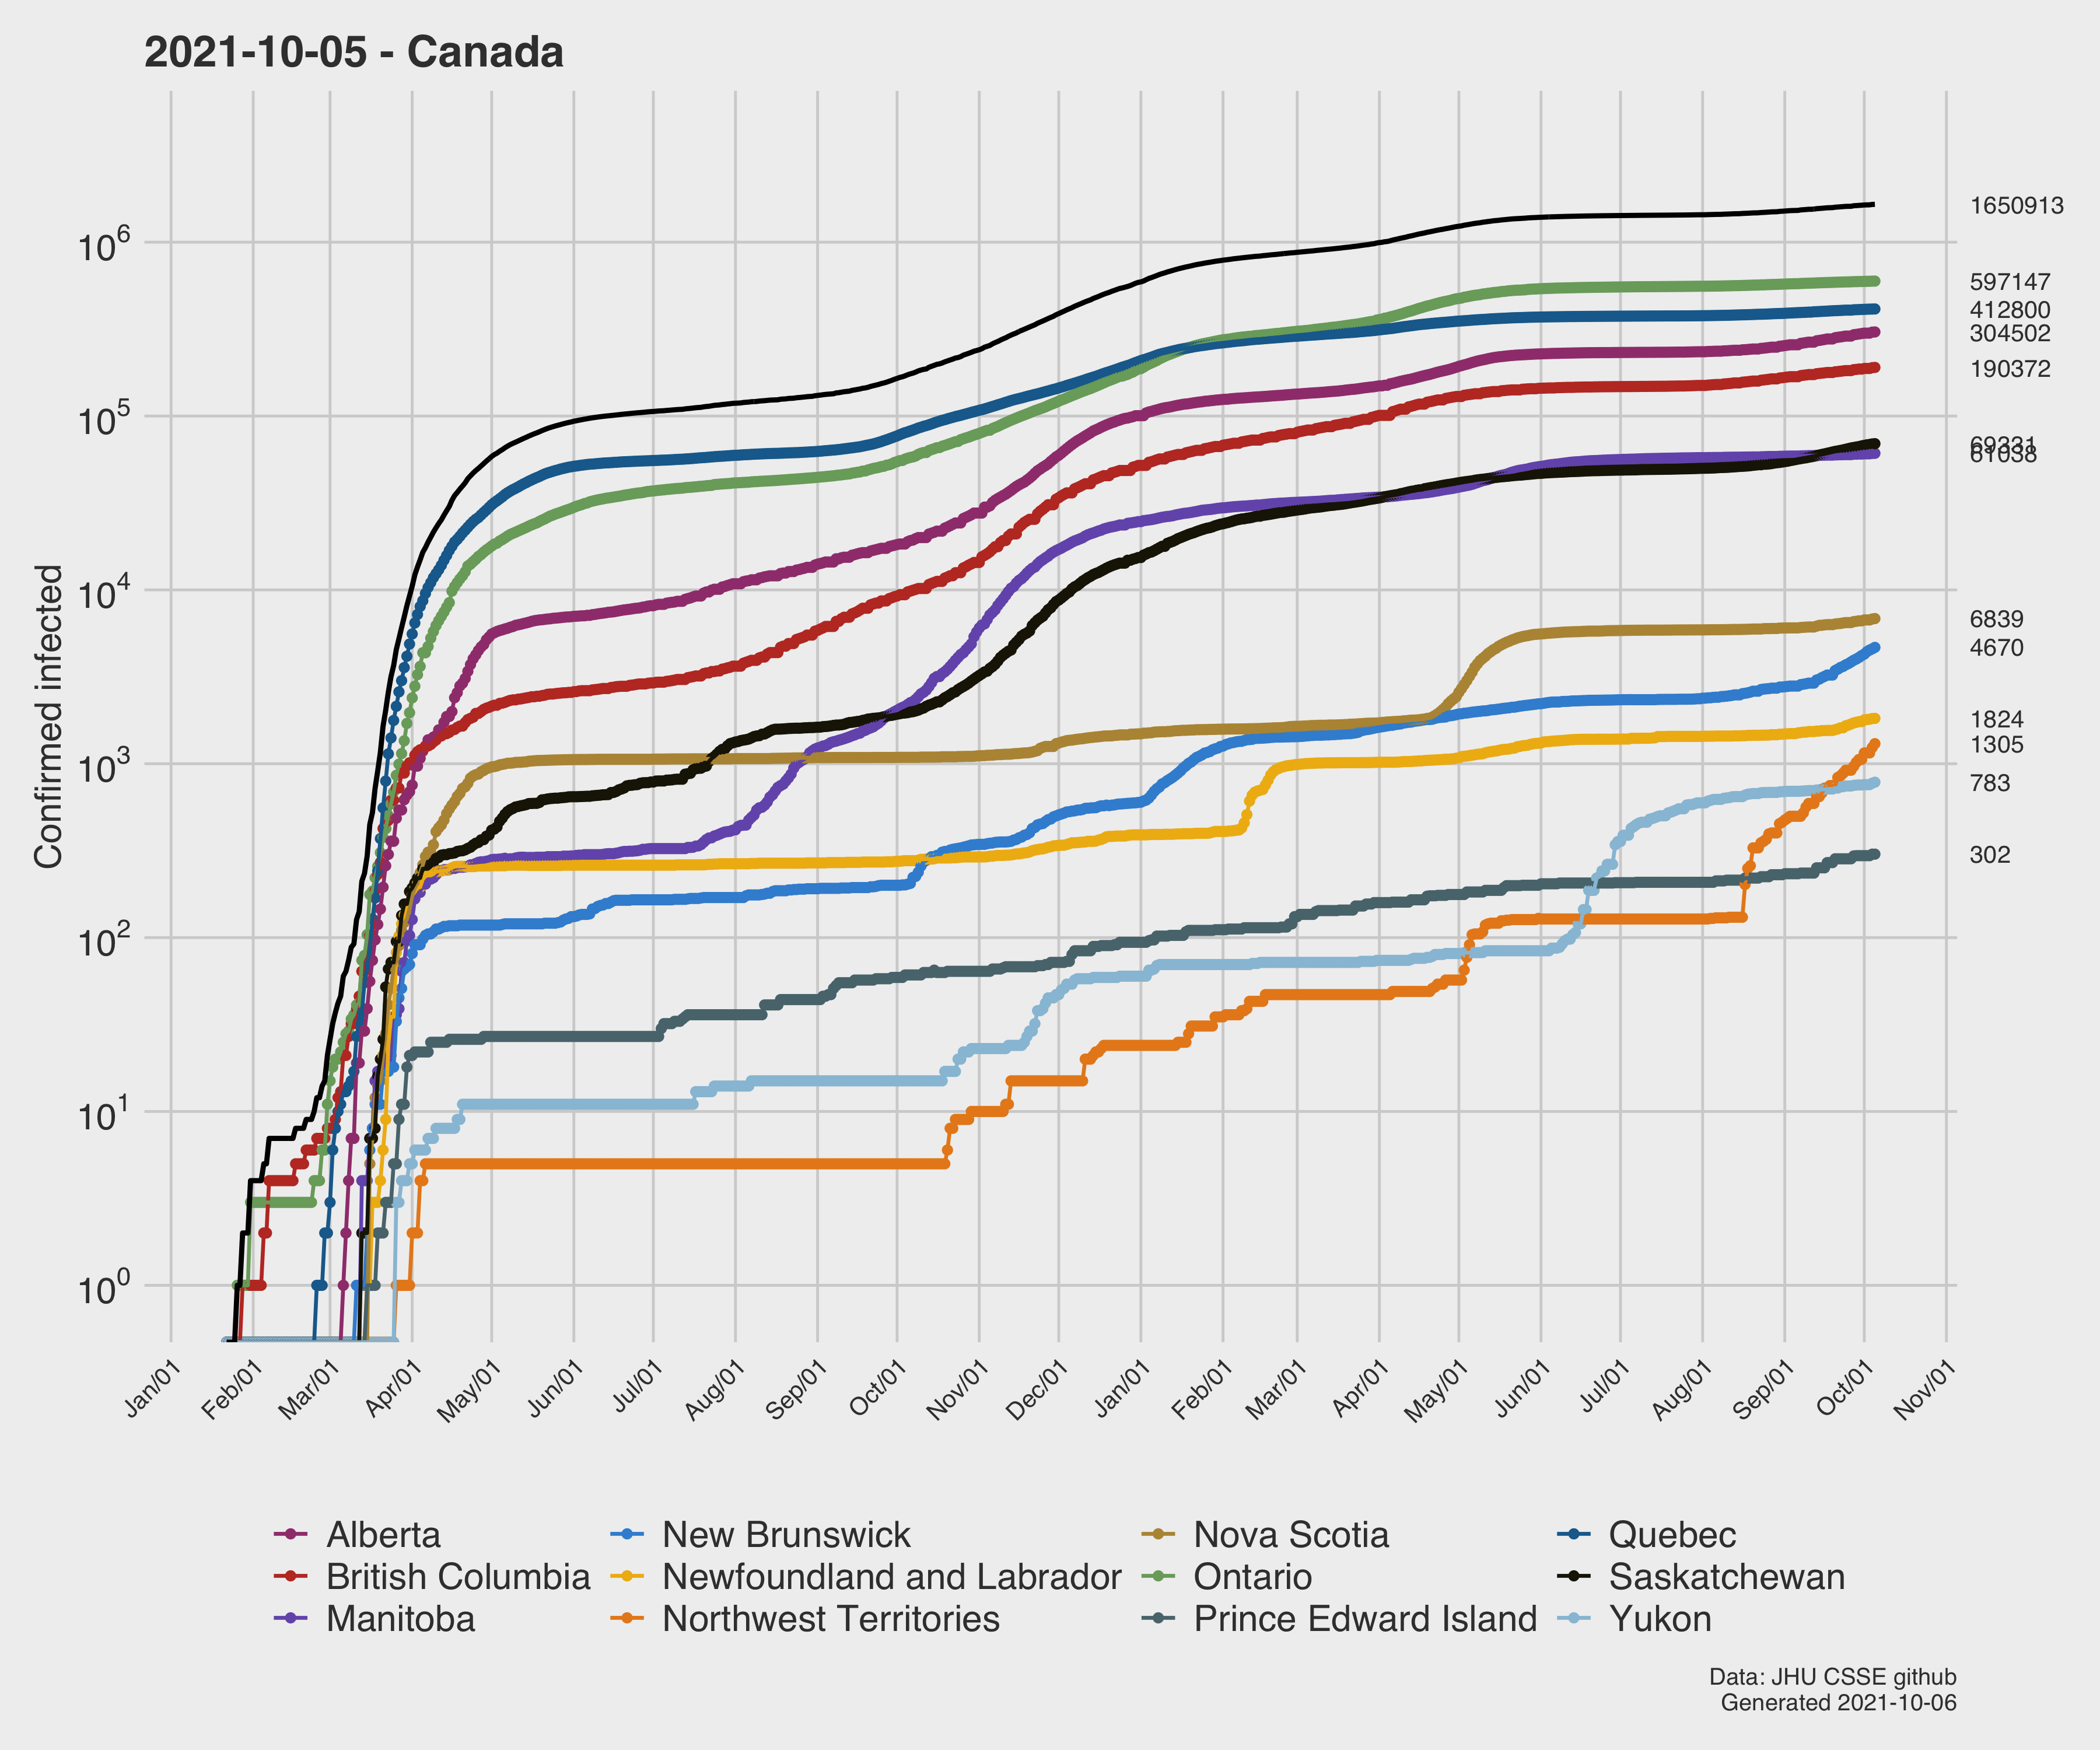 2021-10-05 - Canada
Confirmed infected
10^6
10^5
10^4
10^3
10^2
10^1
10^0
1650913
597147
412800
304502
190372
61038
6839
4670
1824
1305
783
302
Jan/01 Feb/01 Mar/01 Apr/01 May/01 Jun/01 Jul/01 Aug/01 Sep/01 Oct/01 Nov/01 Dec/01 Jan/01 Feb/01 Mar/01 Apr/01 May/01 Jun/01 Jul/01 Aug/01 Sep/01 Oct/01 Nov/01
Alberta New Brunswick Nova Scotia Quebec
British Columbia Newfoundland and Labrador Ontario Saskatchewan
Manitoba Northwest Territories Prince Edward Island Yukon
Data: JHU CSSE github
Generated 2021-10-06